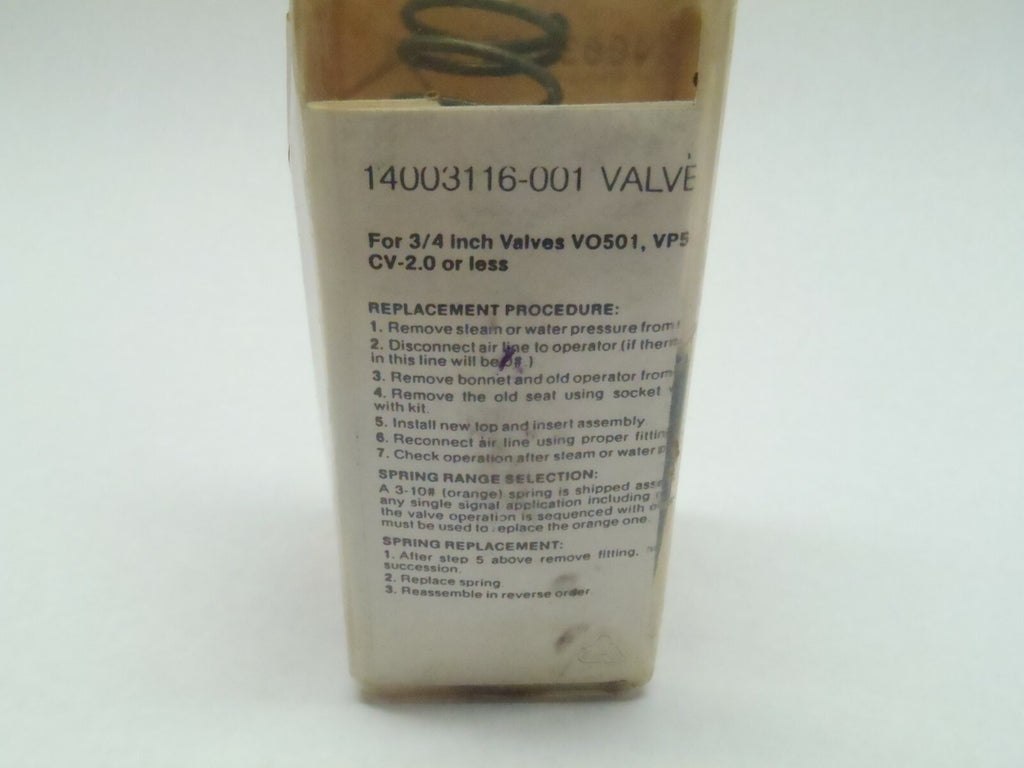 14003116-001 VALVE
For 3/4 Inch Valves VO501, VP5
CV-2.0 or less
REPLACEMENT PROCEDURE:
1. Remove steam or water pressure from
2. Disconnect air line to operator (if ther
in this line will be 0#.)
3. Remove bonnet and old operator from
4. Remove the old seat using socket
with kit.
5. Install new top and insert assembly
6. Reconnect air line using proper fittin
7. Check operation after steam or water
SPRING RANGE SELECTION:
A 3-10# (orange) spring is shipped ass
any single signal application including
the valve operation is sequenced with
must be used to replace the orange one.
SPRING REPLACEMENT:
1. After step 5 above remove fitting,
succession.
2. Replace spring
3. Reassemble in reverse order